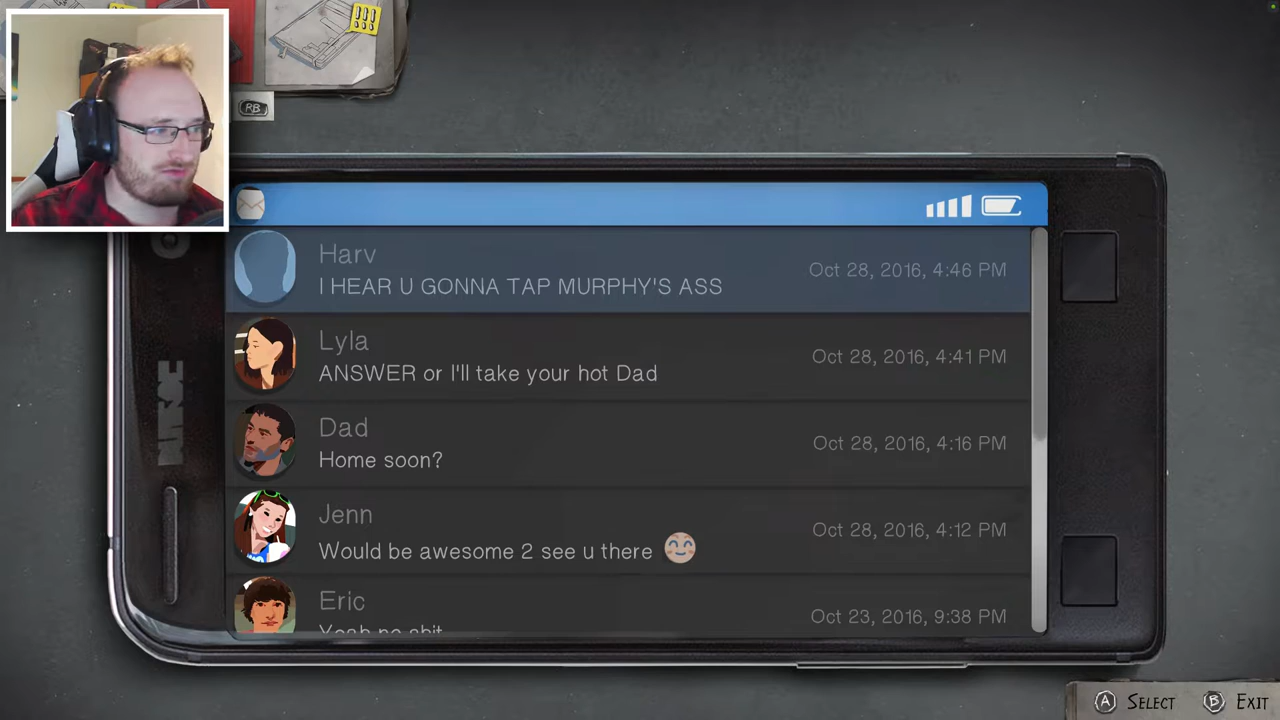 RB
Harv
I HEAR U GONNA TAP MURPHY'S ASS
Oct 28, 2016, 4:46 PM
Lyla
ANSWER or I'll take your hot Dad
Oct 28, 2016, 4:41 PM
Dad
Home soon?
Oct 28, 2016, 4:16 PM
Jenn
Would be awesome 2 see u there
Oct 28, 2016, 4:12 PM
Eric
Yeah no shit
Oct 23, 2016, 9:38 PM
A SELECT B EXIT